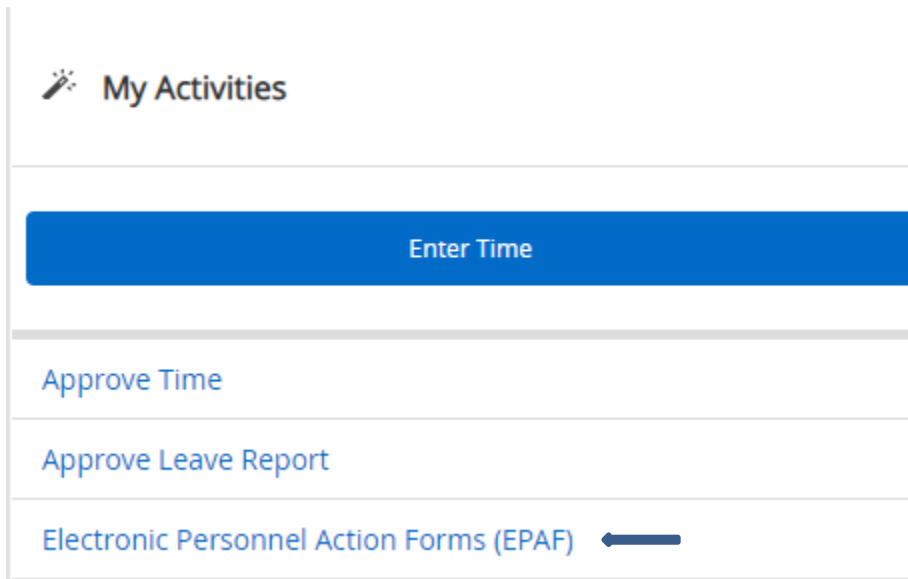 My Activities
Enter Time
Approve Time
Approve Leave Report
Electronic Personnel Action Forms (EPAF)